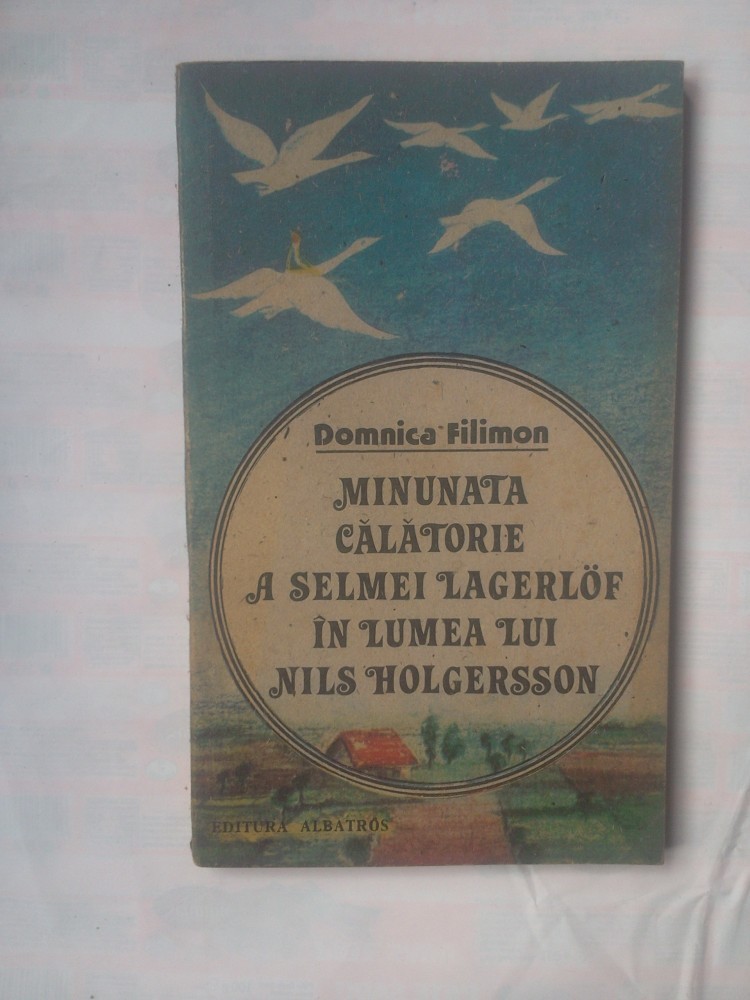 Domnica Filimon
MINUNATA
CĂLĂTORIE
A SELMEI LAGERLÖF
ÎN LUMEA LUI
NILS HOLGERSSON
EDITURA ALBATROS